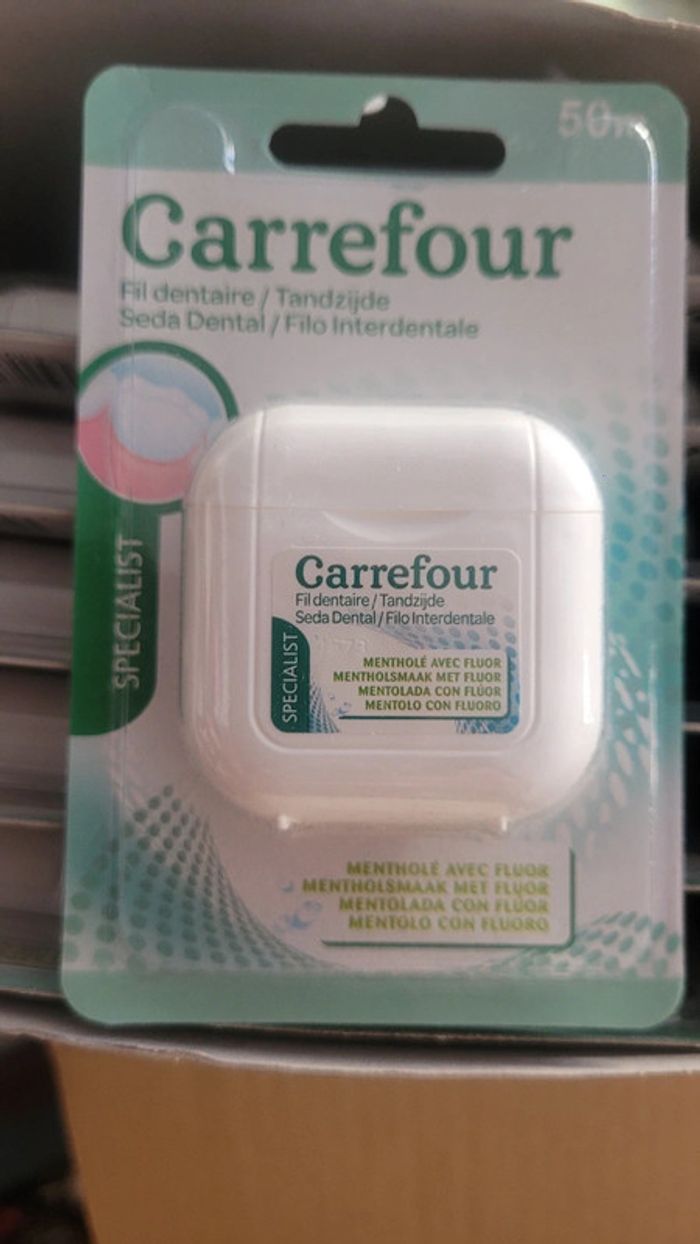 50m
Carrefour
Fil dentaire / Tandzijde
Seda Dental / Filo Interdentale
SPECIALIST
Carrefour
Fil dentaire / Tandzijde
Seda Dental / Filo Interdentale
SPECIALIST
MENTHOLÉ AVEC FLUOR
MENTHOLSMAAK MET FLUOR
MENTOLADA CON FLÚOR
MENTOLO CON FLUORO
MENTHOLÉ AVEC FLUOR
MENTHOLSMAAK MET FLUOR
MENTOLADA CON FLÚOR
MENTOLO CON FLUORO